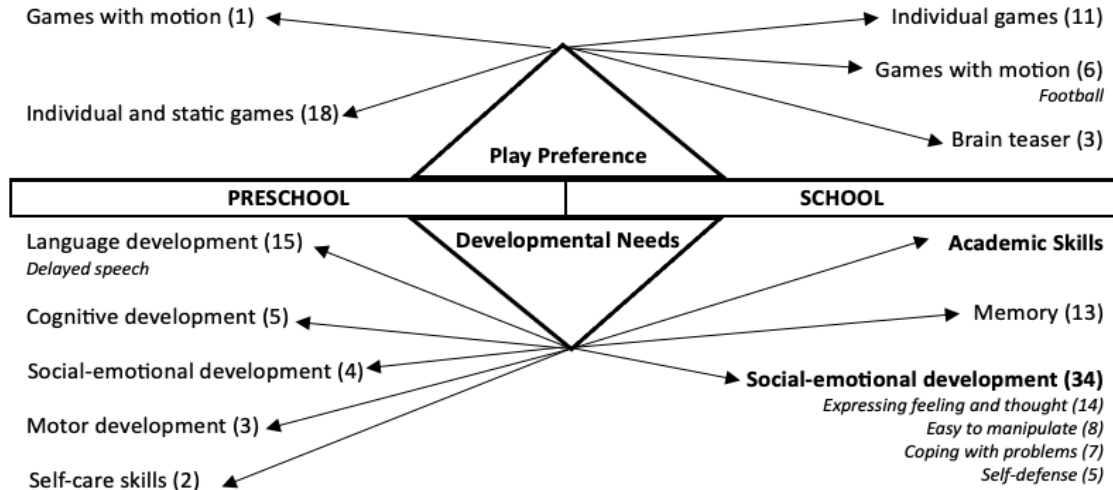 Games with motion (1)
Individual and static games (18)
Individual games (11)
Games with motion (6)
Football
Brain teaser (3)
Play Preference
PRESCHOOL
SCHOOL
Developmental Needs
Language development (15)
Delayed speech
Cognitive development (5)
Social-emotional development (4)
Motor development (3)
Self-care skills (2)
Academic Skills
Memory (13)
Social-emotional development (34)
Expressing feeling and thought (14)
Easy to manipulate (8)
Coping with problems (7)
Self-defense (5)